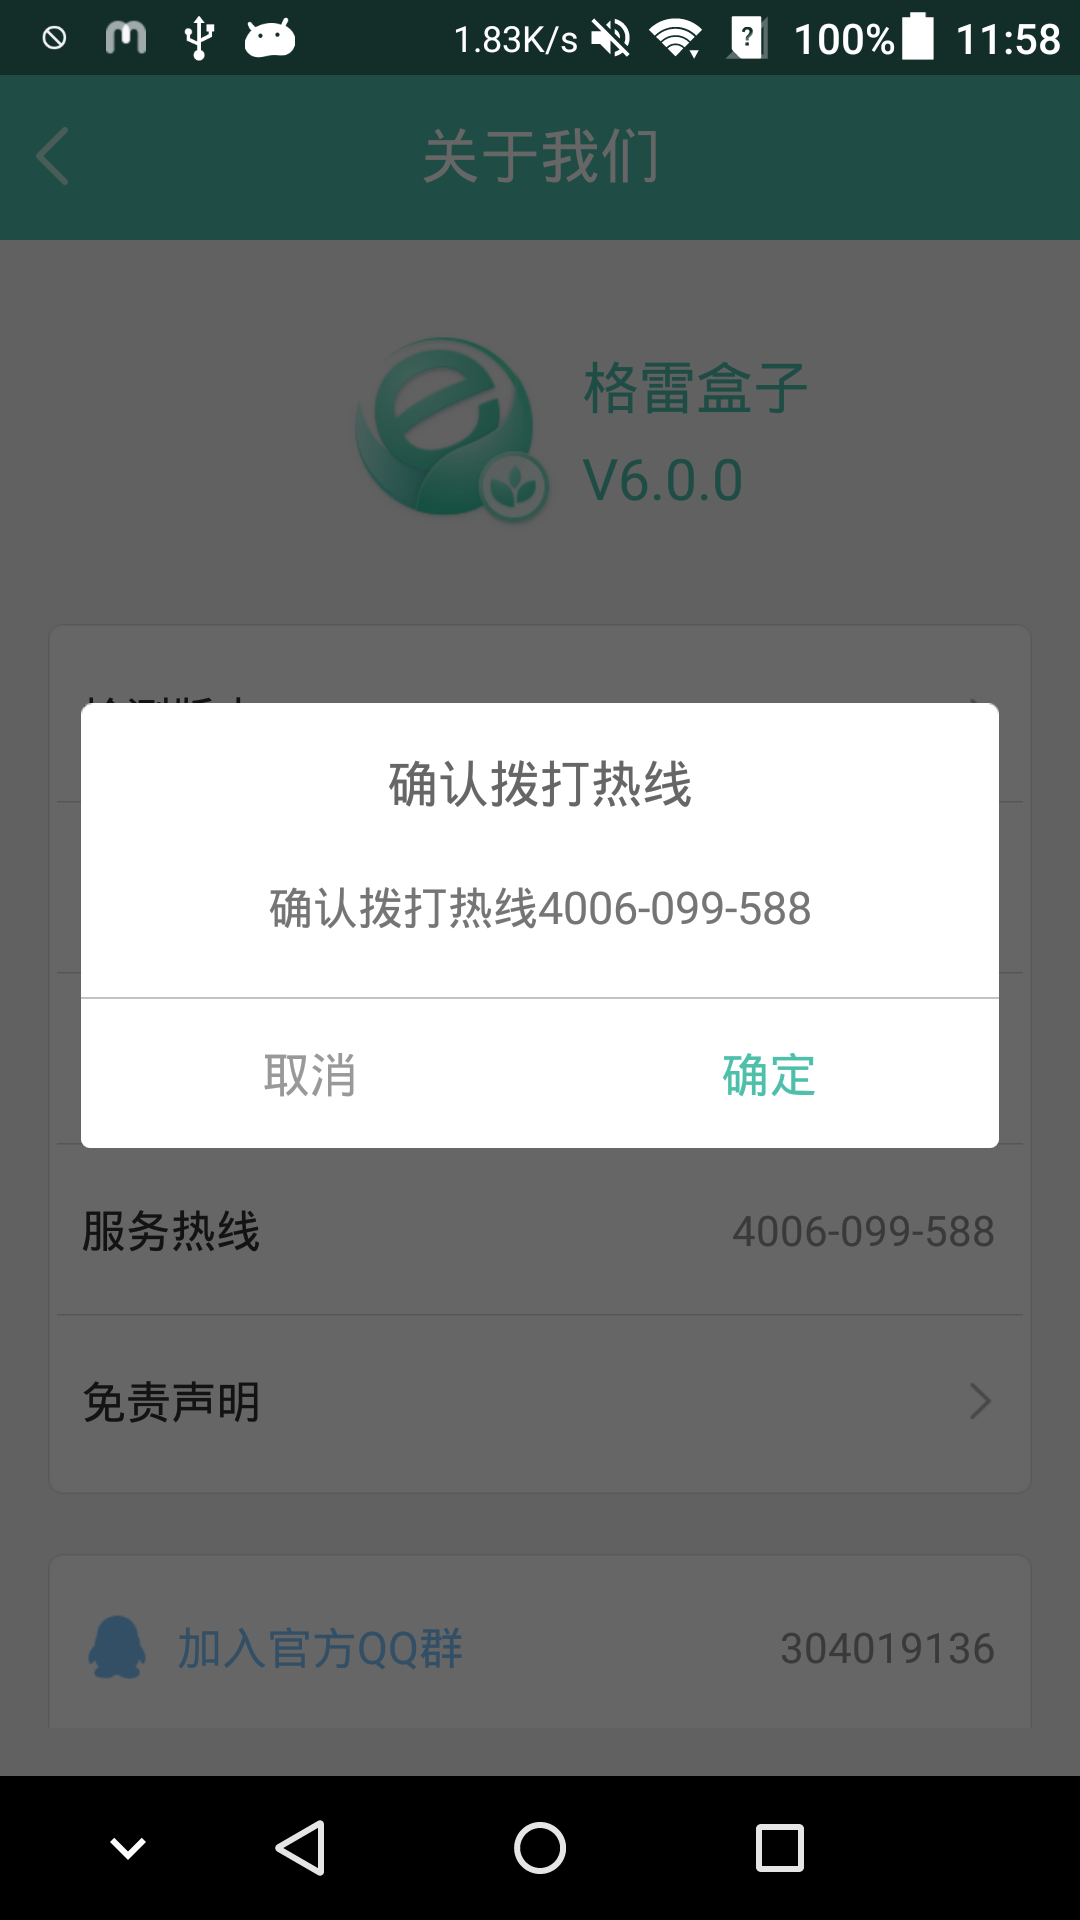 1.83K/s 100% 11:58
关于我们
格雷盒子
V6.0.0
确认拨打热线
确认拨打热线4006-099-588
取消 确定
服务热线 4006-099-588
免责声明
加入官方QQ群 304019136